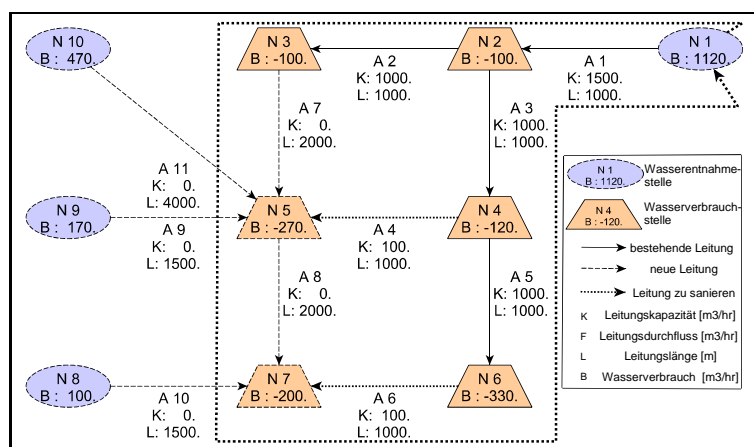 N 10
B : 470.
N 3
B : -100.
N 2
B : -100.
N 1
B : 1120.
A 2
K: 1000.
L: 1000.
A 1
K: 1500.
L: 1000.
A 7
K: 0.
L: 2000.
A 3
K: 1000.
L: 1000.
A 11
K: 0.
L: 4000.
N 9
B : 170.
N 5
B : -270.
N 4
B : -120.
A 9
K: 0.
L: 1500.
A 4
K: 100.
L: 1000.
A 8
K: 0.
L: 2000.
A 5
K: 1000.
L: 1000.
N 8
B : 100.
N 7
B : -200.
N 6
B : -330.
A 10
K: 0.
L: 1500.
A 6
K: 100.
L: 1000.
N 1
B : 1120.
Wasserentnahme-
stelle
N 4
B : -120.
Wasserverbrauch-
stelle
bestehende Leitung
neue Leitung
Leitung zu sanieren
K Leitungskapazität [m3/hr]
F Leitungsdurchfluss [m3/hr]
L Leitungslänge [m]
B Wasserverbrauch [m3/hr]